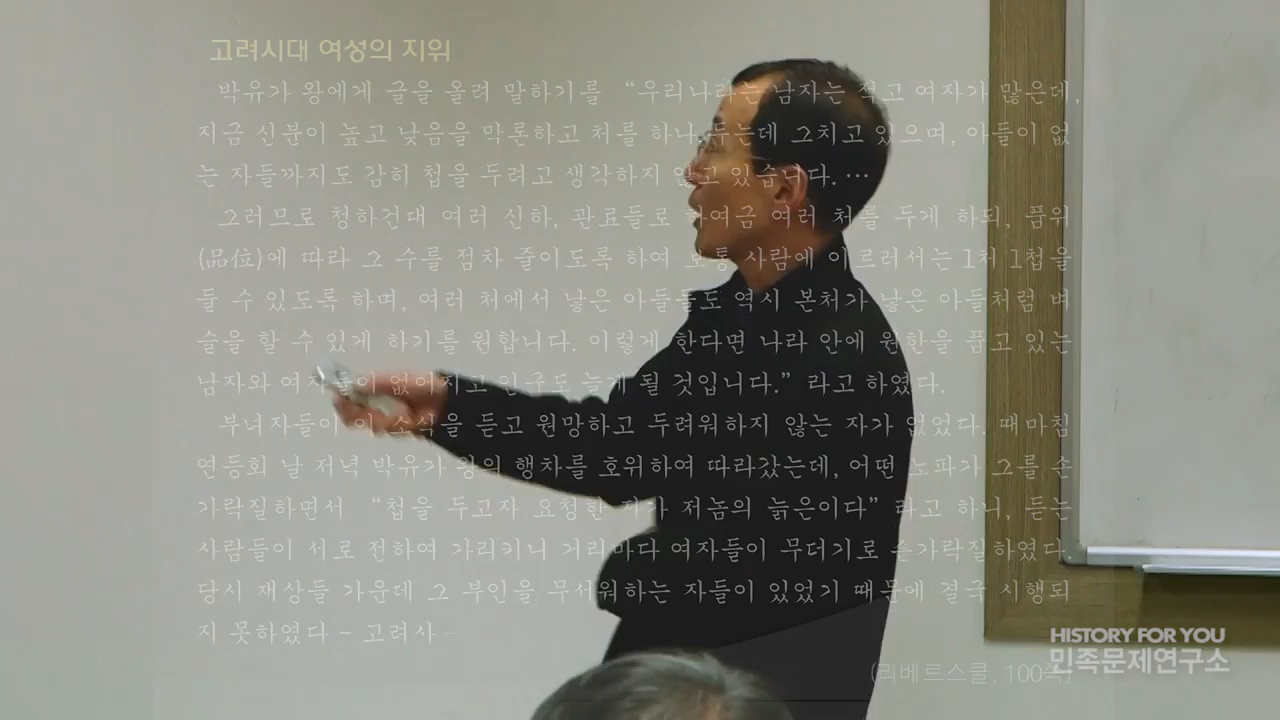 고려시대 여성의 지위
박유가 왕에게 글을 올려 말하기를 “우리나라는 남자는 적고 여자가 많은데,
지금 신분이 높고 낮음을 막론하고 처를 하나 두는데 그치고 있으며, 아들이 없
는 자들까지도 감히 첩을 두려고 생각하지 않고 있습니다. …
그러므로 청하건대 여러 신하, 관료들로 하여금 여러 처를 두게 하되, 품위
(品位)에 따라 그 수를 점차 줄이도록 하여 보통 사람에 이르러서는 1처 1첩을
둘 수 있도록 하며, 여러 처에서 낳은 아들들도 역시 본처가 낳은 아들처럼 벼
슬을 할 수 있게 하기를 원합니다. 이렇게 한다면 나라 안에 원한을 품고 있는
남자와 여자들이 없어지고 인구도 늘게 될 것입니다.” 라고 하였다.
부녀자들이 이 소식을 듣고 원망하고 두려워하지 않는 자가 없었다. 때마침
연등회 날 저녁 박유가 왕의 행차를 호위하여 따라갔는데, 어떤 노파가 그를 손
가락질하면서 “첩을 두고자 요청한 자가 저놈의 늙은이다” 라고 하니, 듣는
사람들이 서로 전하여 가리키니 거리마다 여자들이 무더기로 손가락질하였다.
당시 재상들 가운데 그 부인을 무서워하는 자들이 있었기 때문에 결국 시행되
지 못하였다 - 고려사 -
(리베르스쿨, 100쪽)
HISTORY FOR YOU
민족문제연구소